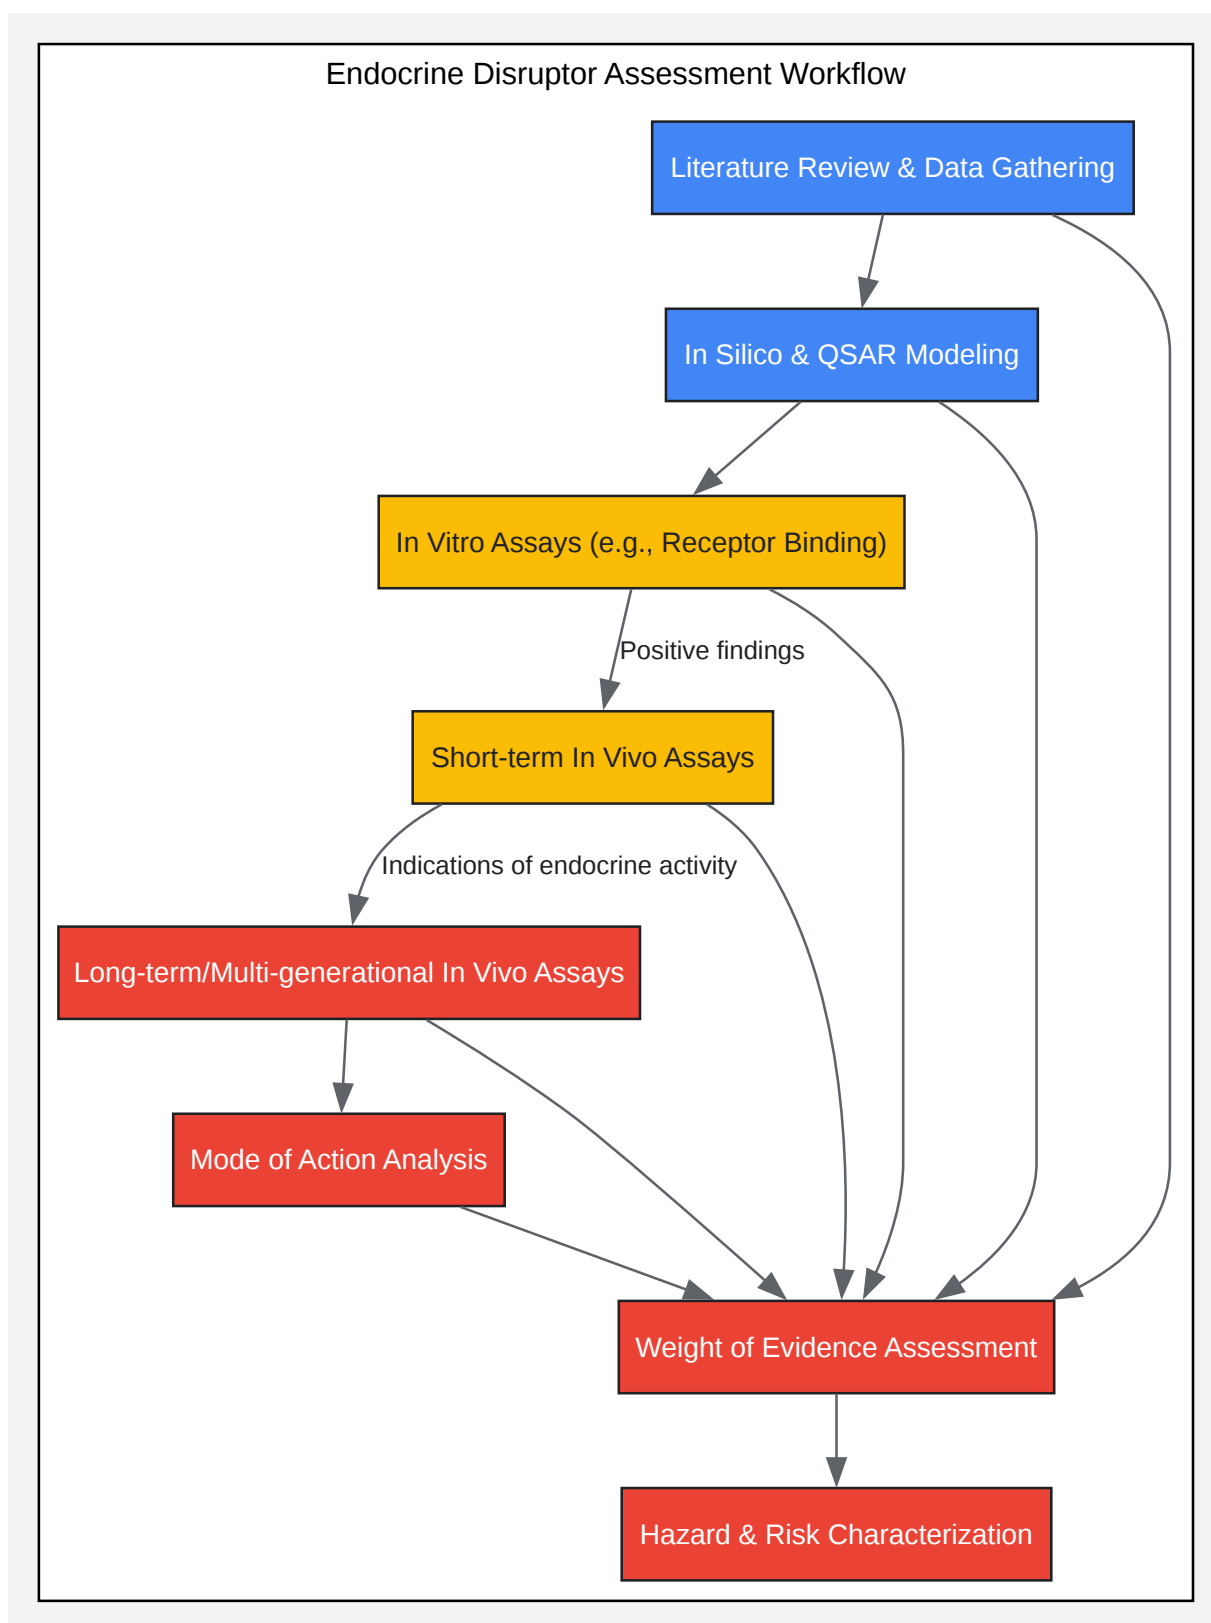 Endocrine Disruptor Assessment Workflow
Literature Review & Data Gathering
In Silico & QSAR Modeling
In Vitro Assays (e.g., Receptor Binding)
Positive findings
Short-term In Vivo Assays
Indications of endocrine activity
Long-term/Multi-generational In Vivo Assays
Mode of Action Analysis
Weight of Evidence Assessment
Hazard & Risk Characterization